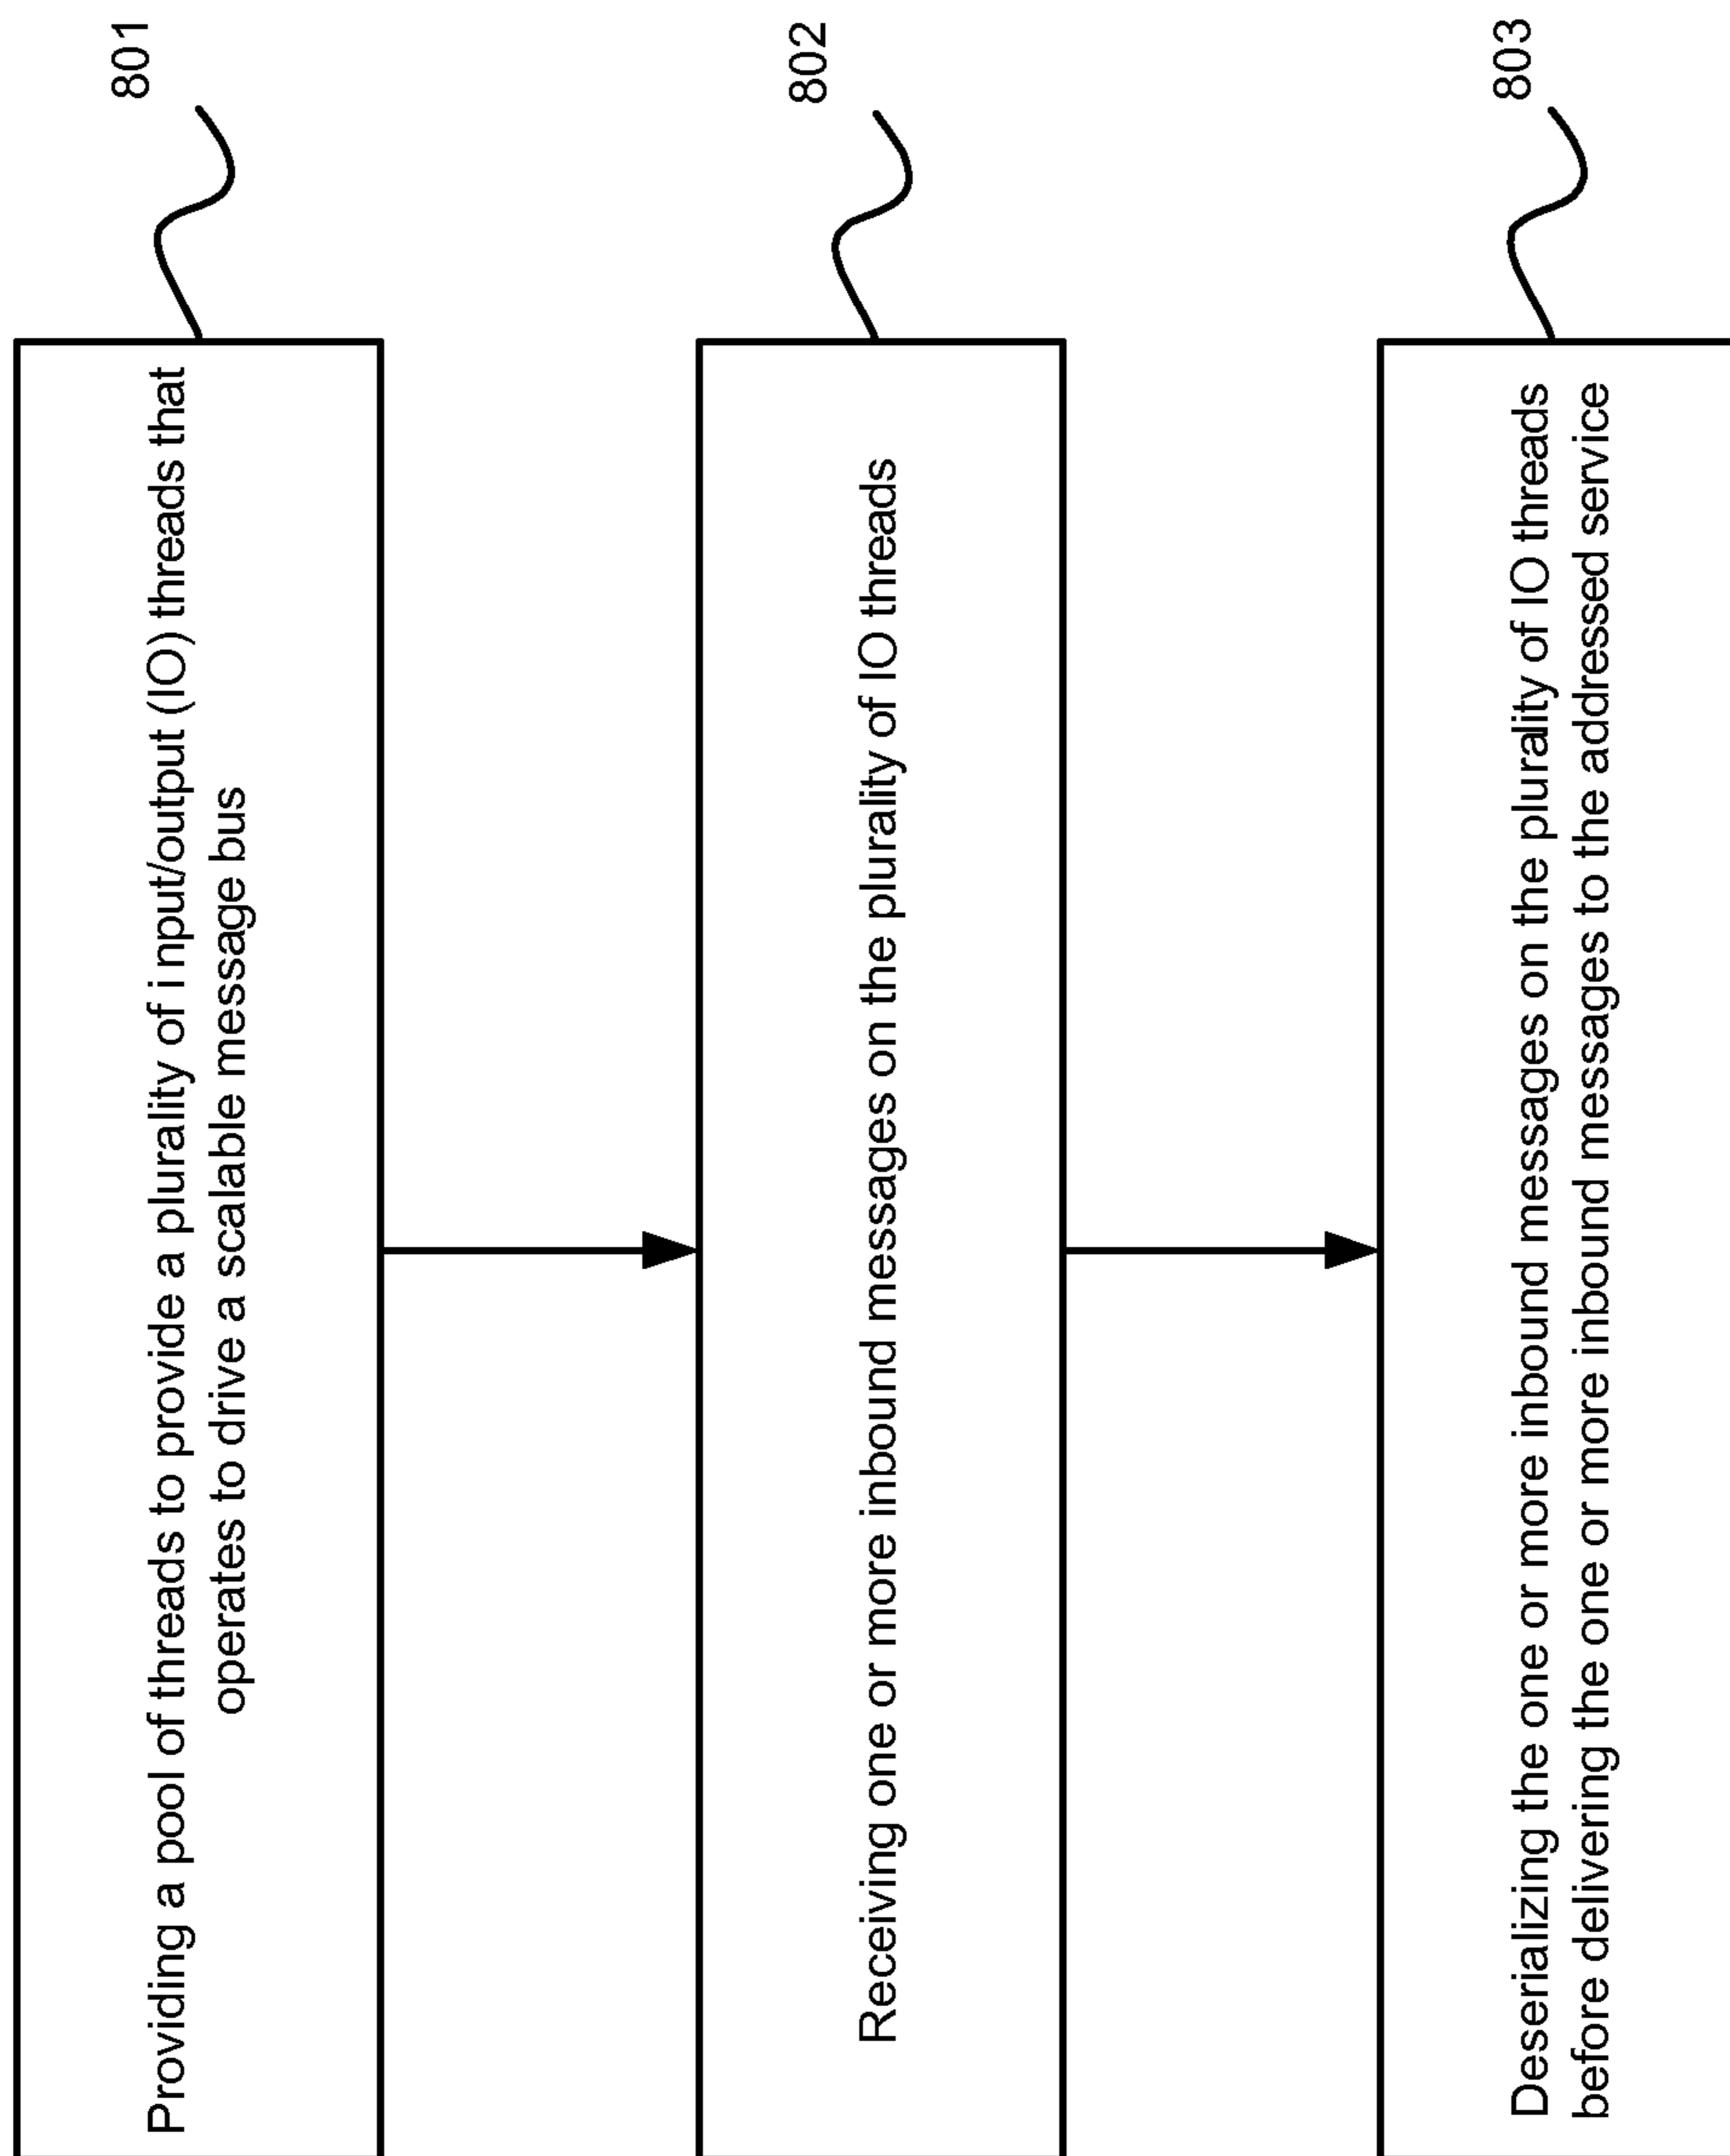 Providing a pool of threads to provide a plurality of input/output (IO) threads that
operates to drive a scalable message bus
801
Receiving one or more inbound messages on the plurality of IO threads
802
Deserializing the one or more inbound messages on the plurality of IO threads
before delivering the one or more inbound messages to the addressed service
803